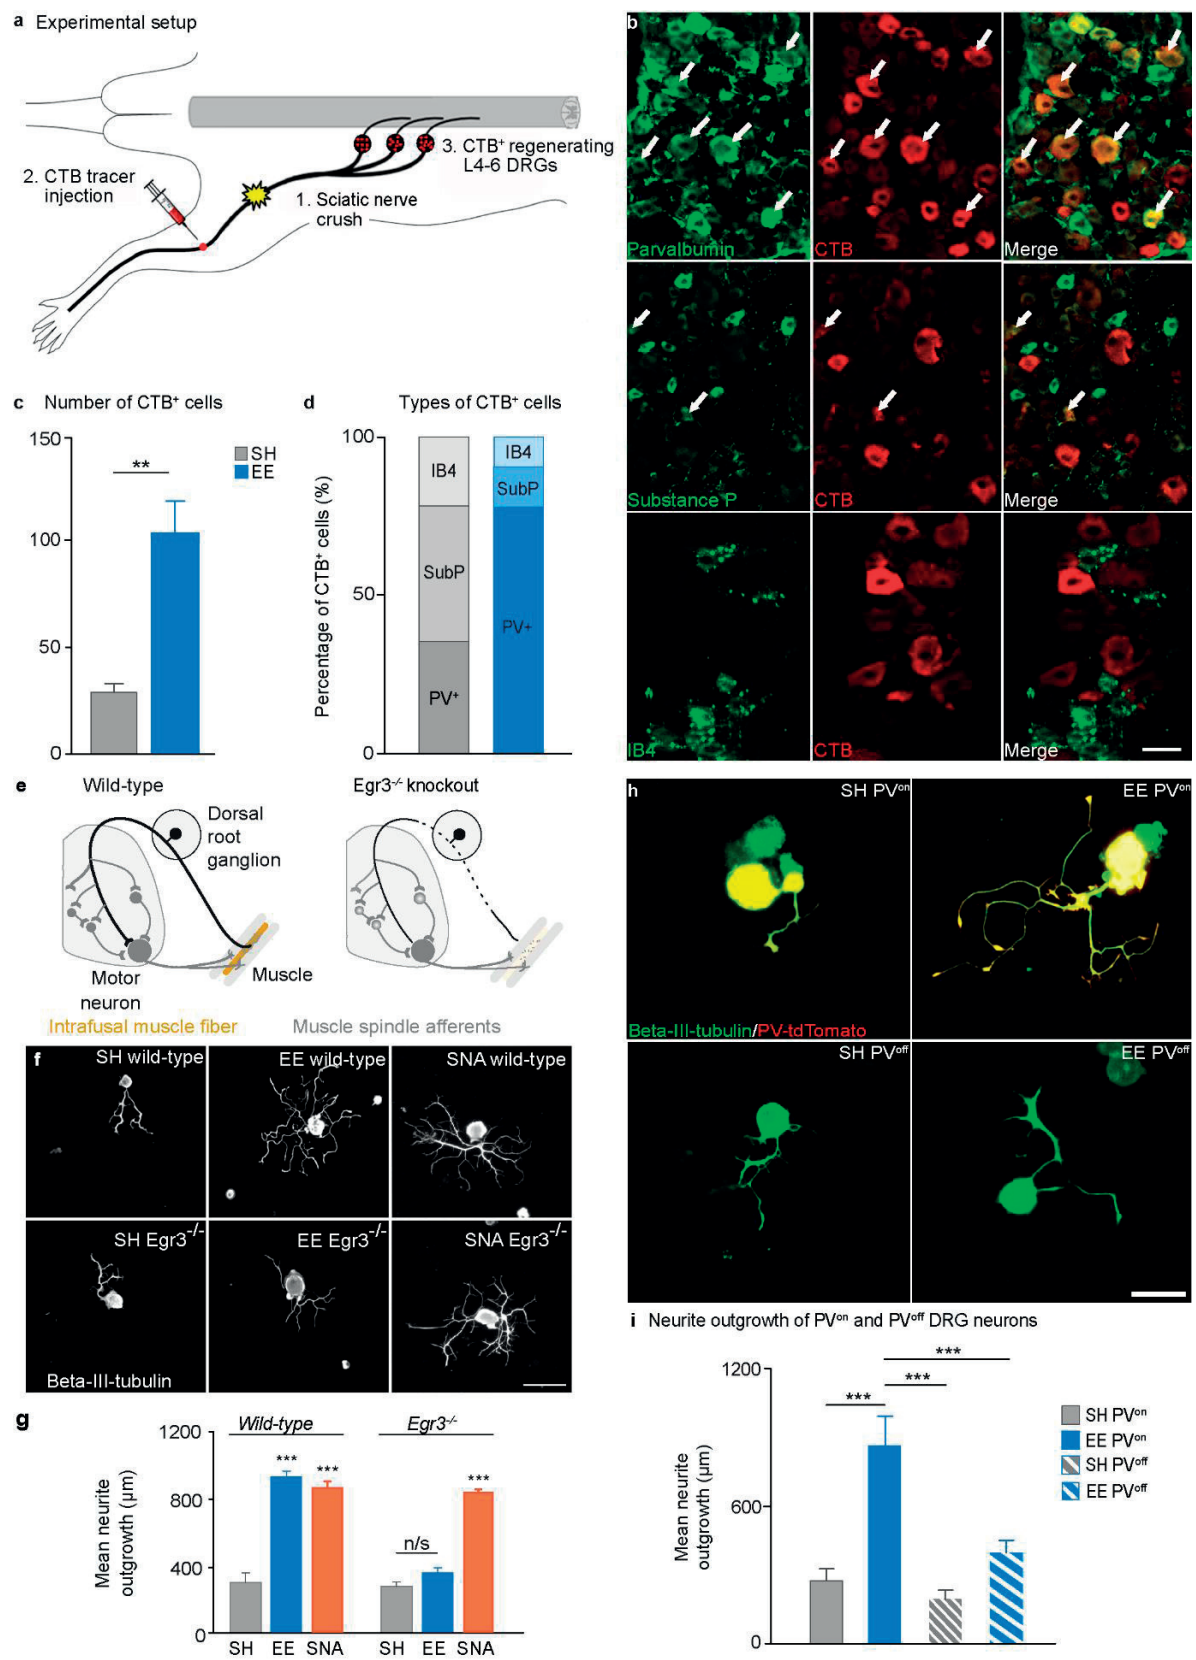 a Experimental setup
2. CTB tracer
injection
1. Sciatic nerve
crush
3. CTB⁺ regenerating
L4-6 DRGs
b
Parvalbumin
CTB
Merge
Substance P
CTB
Merge
IB4
CTB
Merge
c Number of CTB⁺ cells
150
100
50
0
**
SH
EE
d Types of CTB⁺ cells
Percentage of CTB⁺ cells (%)
100
50
0
IB4
SubP
PV⁺
IB4
SubP
PV⁺
e Wild-type
Egr3⁻/⁻ knockout
Dorsal
root
ganglion
Motor
neuron
Muscle
Intrafusal muscle fiber
Muscle spindle afferents
f
SH wild-type
EE wild-type
SNA wild-type
SH Egr3⁻/⁻
EE Egr3⁻/⁻
SNA Egr3⁻/⁻
Beta-III-tubulin
g
Wild-type
Egr3⁻/⁻
Mean neurite
outgrowth (µm)
1200
800
400
0
***
***
n/s
***
SH EE SNA
SH EE SNA
h
SH PVᵒⁿ
EE PVᵒⁿ
Beta-III-tubulin/PV-tdTomato
SH PVᵒᶠᶠ
EE PVᵒᶠᶠ
i Neurite outgrowth of PVᵒⁿ and PVᵒᶠᶠ DRG neurons
Mean neurite
outgrowth (µm)
1200
600
0
***
***
***
SH PVᵒⁿ
EE PVᵒⁿ
SH PVᵒᶠᶠ
EE PVᵒᶠᶠ